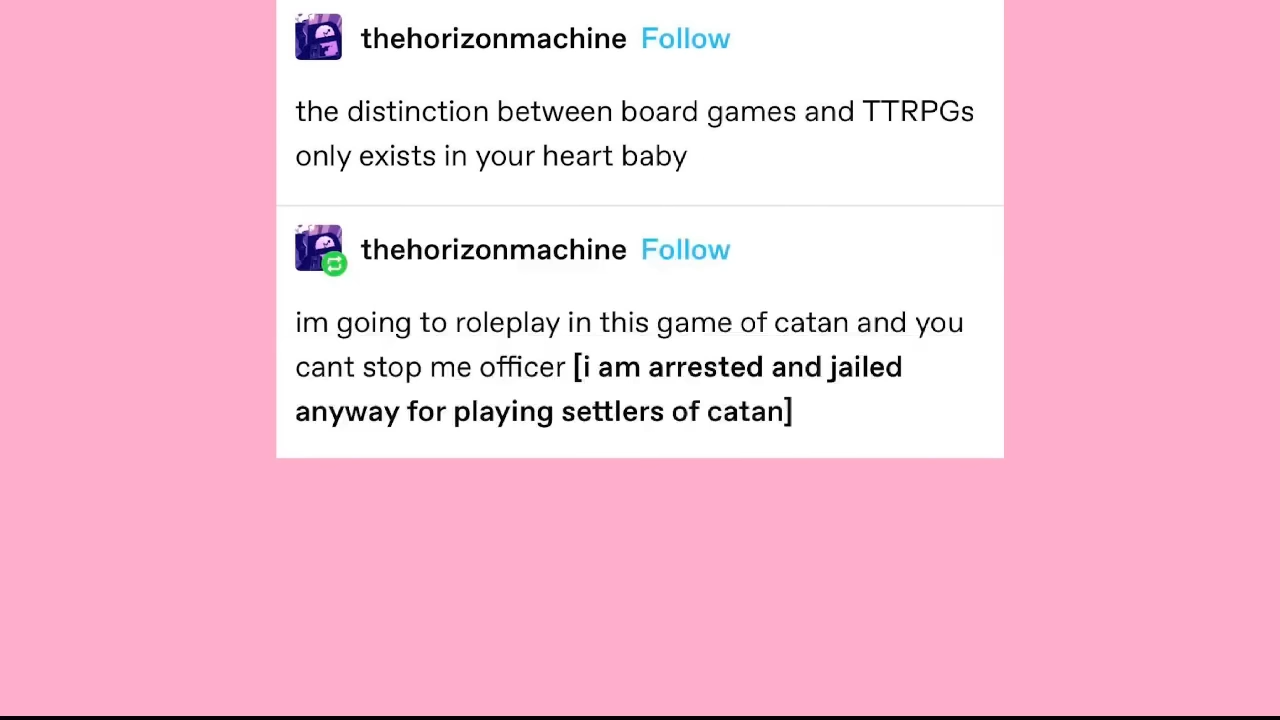 thehorizonmachine Follow
the distinction between board games and TTRPGs
only exists in your heart baby
thehorizonmachine Follow
im going to roleplay in this game of catan and you
cant stop me officer [i am arrested and jailed
anyway for playing settlers of catan]